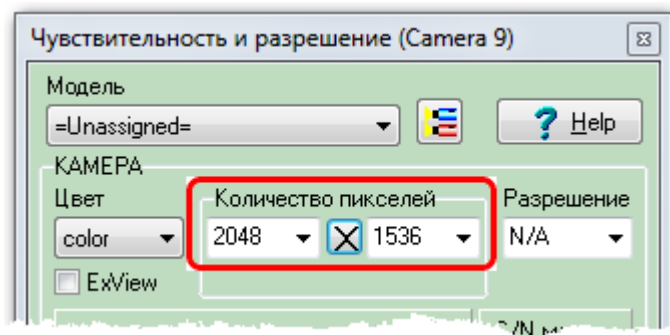 Чувствительность и разрешение (Camera 9)
Модель
=Unassigned=
? Help
КАМЕРА
Цвет
Количество пикселей
Разрешение
color
2048
X
1536
N/A
ExView